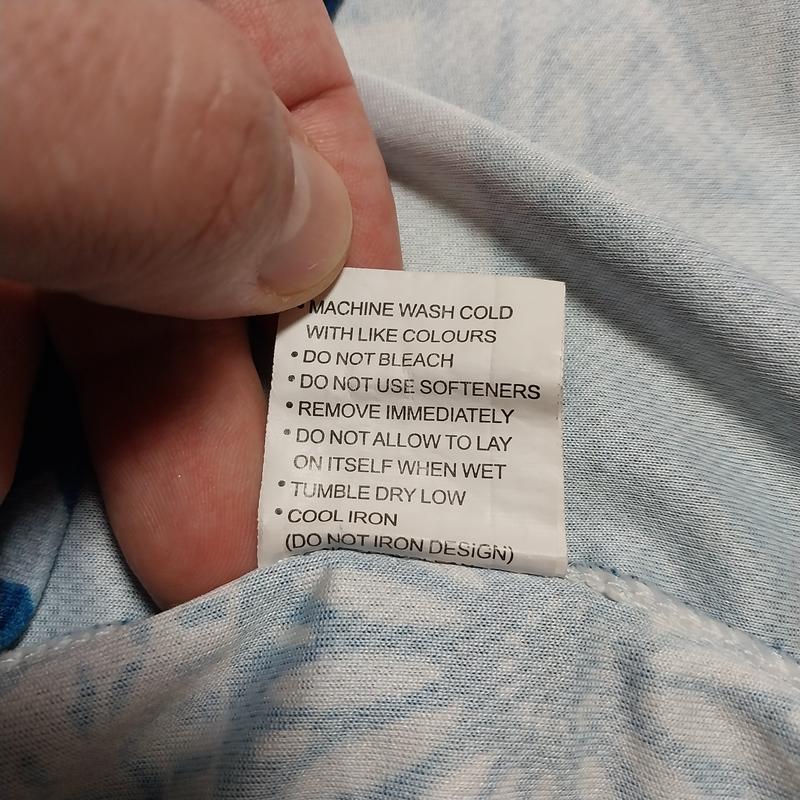 • MACHINE WASH COLD
WITH LIKE COLOURS
• DO NOT BLEACH
• DO NOT USE SOFTENERS
• REMOVE IMMEDIATELY
• DO NOT ALLOW TO LAY
ON ITSELF WHEN WET
• TUMBLE DRY LOW
• COOL IRON
(DO NOT IRON DESIGN)